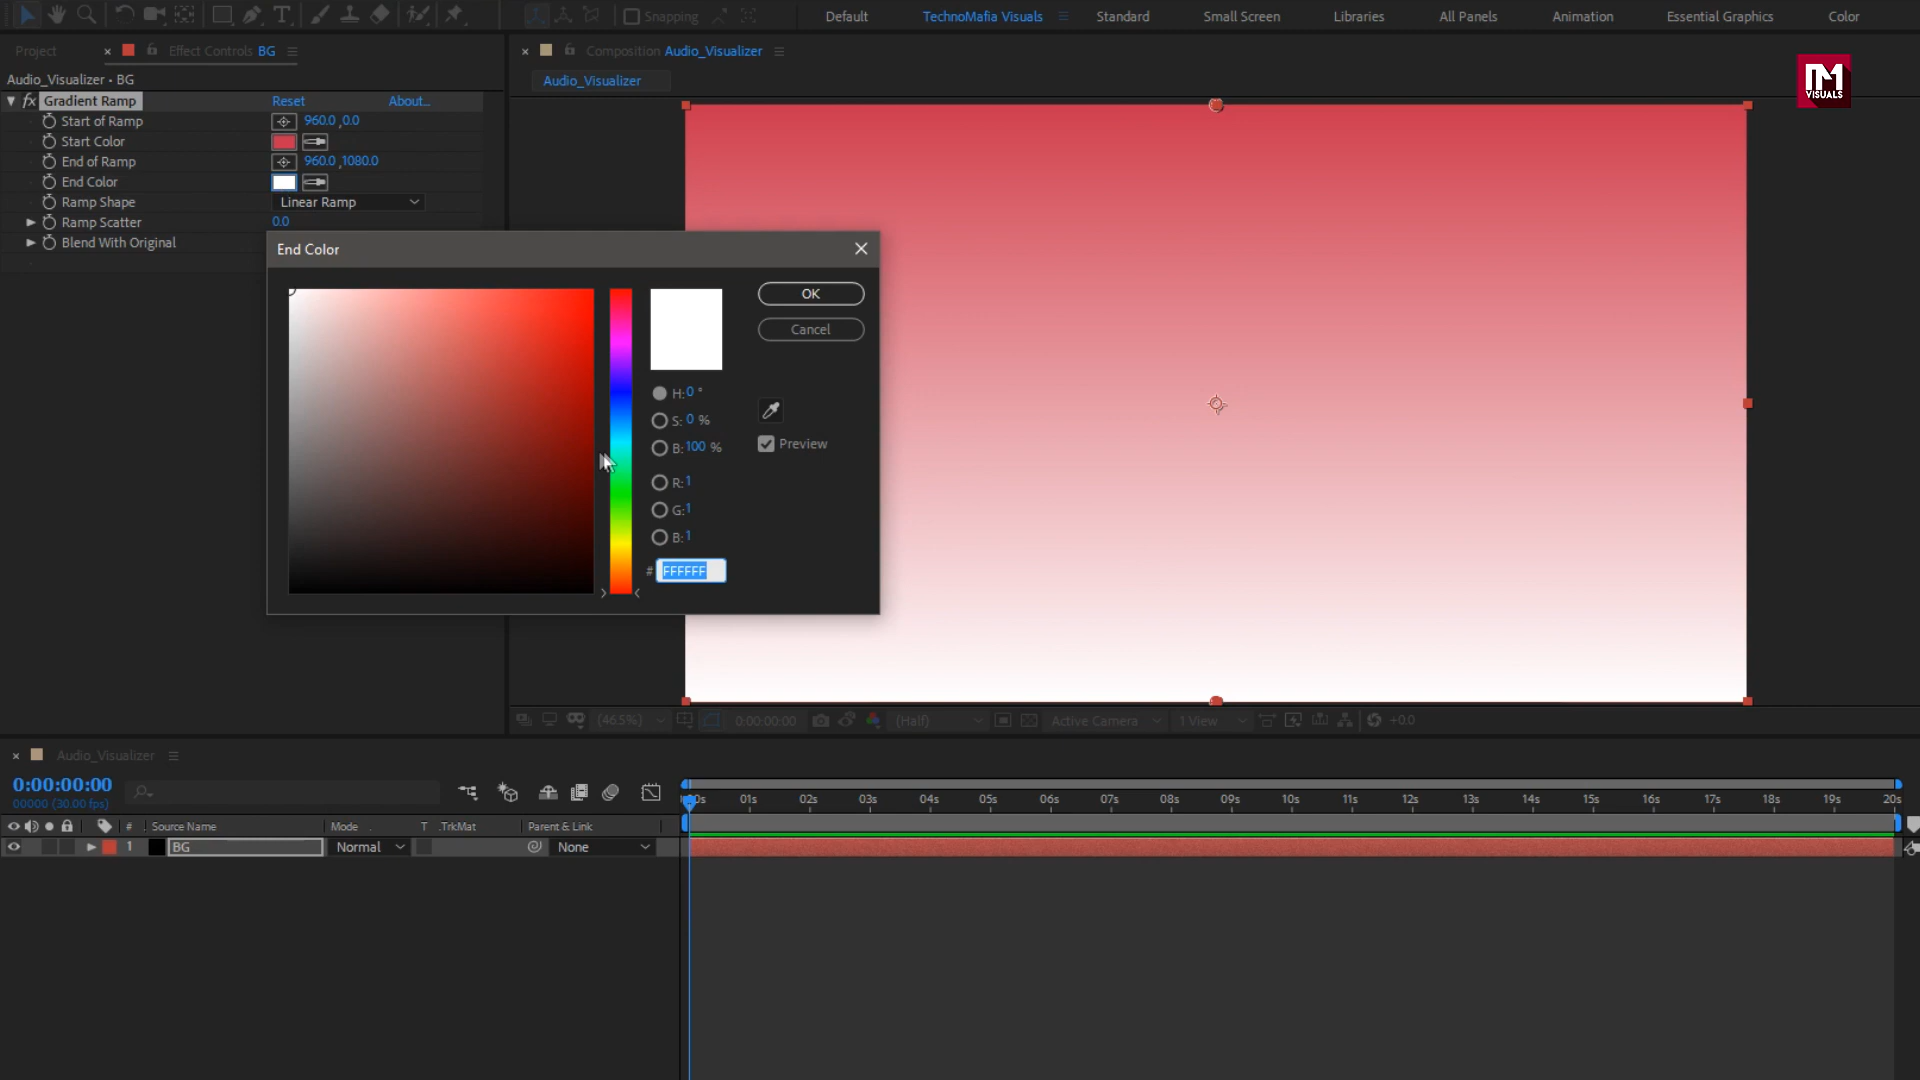 Snapping
Default
TechnoMafia Visuals
Standard
Small Screen
Libraries
All Panels
Animation
Essential Graphics
Color
Project
Effect Controls BG
Composition Audio_Visualizer
Audio_Visualizer • BG
Audio_Visualizer
VISUALS
fx Gradient Ramp
Reset
About...
Start of Ramp
960.0 ,0.0
Start Color
End of Ramp
960.0 ,1080.0
End Color
Ramp Shape
Linear Ramp
Ramp Scatter
0.0
Blend With Original
End Color
OK
Cancel
H: 0 °
S: 0 %
B: 100 %
Preview
R: 1
G: 1
B: 1
# FFFFFF
(46.5%)
0:00:00:00
(Half)
Active Camera
1 View
+0.0
Audio_Visualizer
0:00:00:00
00000 (30.00 fps)
01s
02s
03s
04s
05s
06s
07s
08s
09s
10s
11s
12s
13s
14s
15s
16s
17s
18s
19s
20s
#
Source Name
Mode
T
.TrkMat
Parent & Link
1
BG
Normal
None